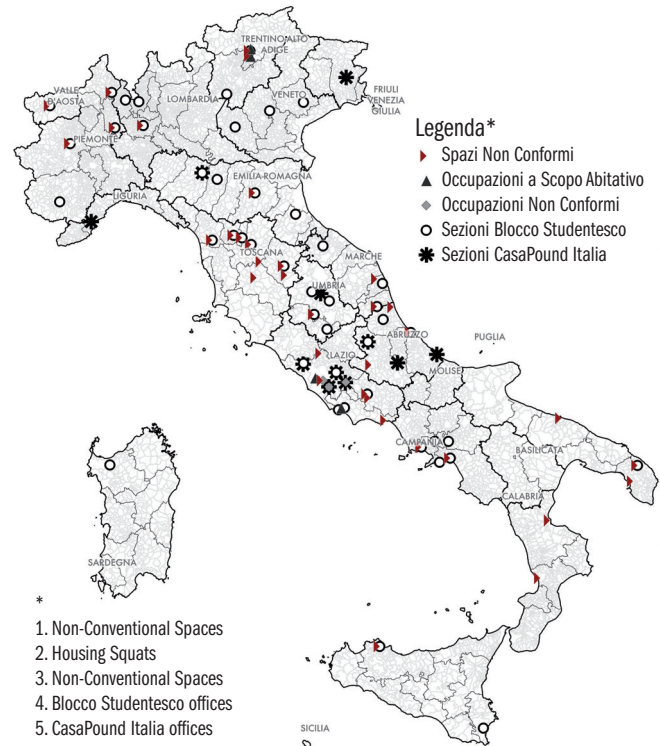 TRENTINO ALTO
ADIGE
VALLE
D'AOSTA
LOMBARDIA
VENETO
FRIULI
VENEZIA
GIULIA
PIEMONTE
LIGURIA
EMILIA-ROMAGNA
TOSCANA
MARCHE
UMBRIA
LAZIO
ABRUZZO
MOLISE
PUGLIA
CAMPANIA
BASILICATA
CALABRIA
SARDEGNA
SICILIA
Legenda*
Spazi Non Conformi
Occupazioni a Scopo Abitativo
Occupazioni Non Conformi
Sezioni Blocco Studentesco
Sezioni CasaPound Italia
*
1. Non-Conventional Spaces
2. Housing Squats
3. Non-Conventional Spaces
4. Blocco Studentesco offices
5. CasaPound Italia offices